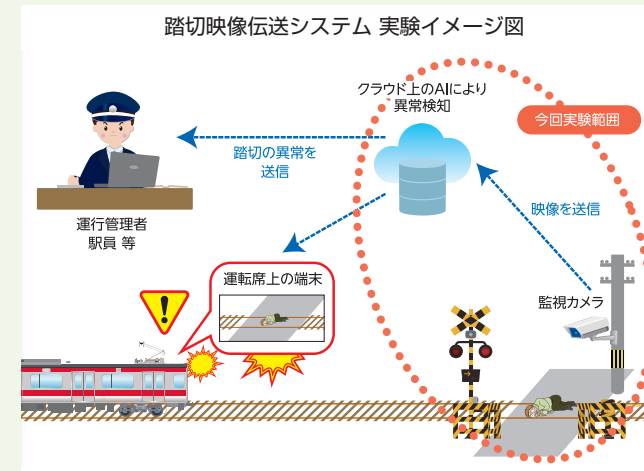 踏切映像伝送システム 実験イメージ図
クラウド上のAIにより
異常検知
今回実験範囲
踏切の異常を
送信
映像を送信
運行管理者
駅員 等
運転席上の端末
監視カメラ